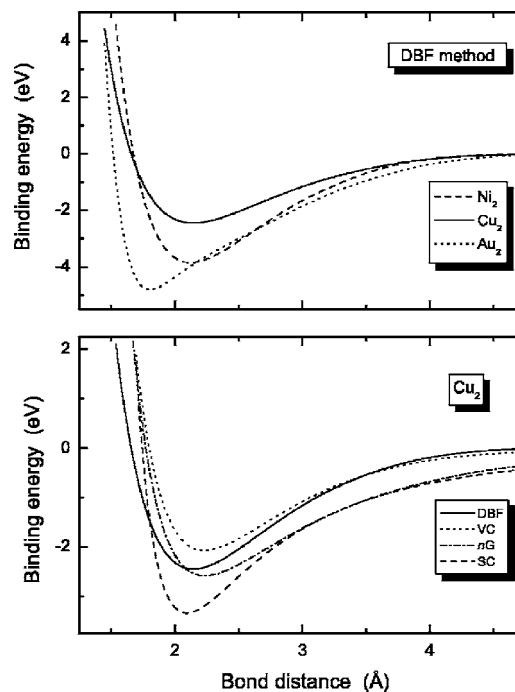 4
2
0
-2
-4
Binding energy (eV)
DBF method
Ni2
Cu2
Au2
2
0
-2
Binding energy (eV)
Cu2
DBF
VC
nG
SC
1
2
3
4
Bond distance (Å)